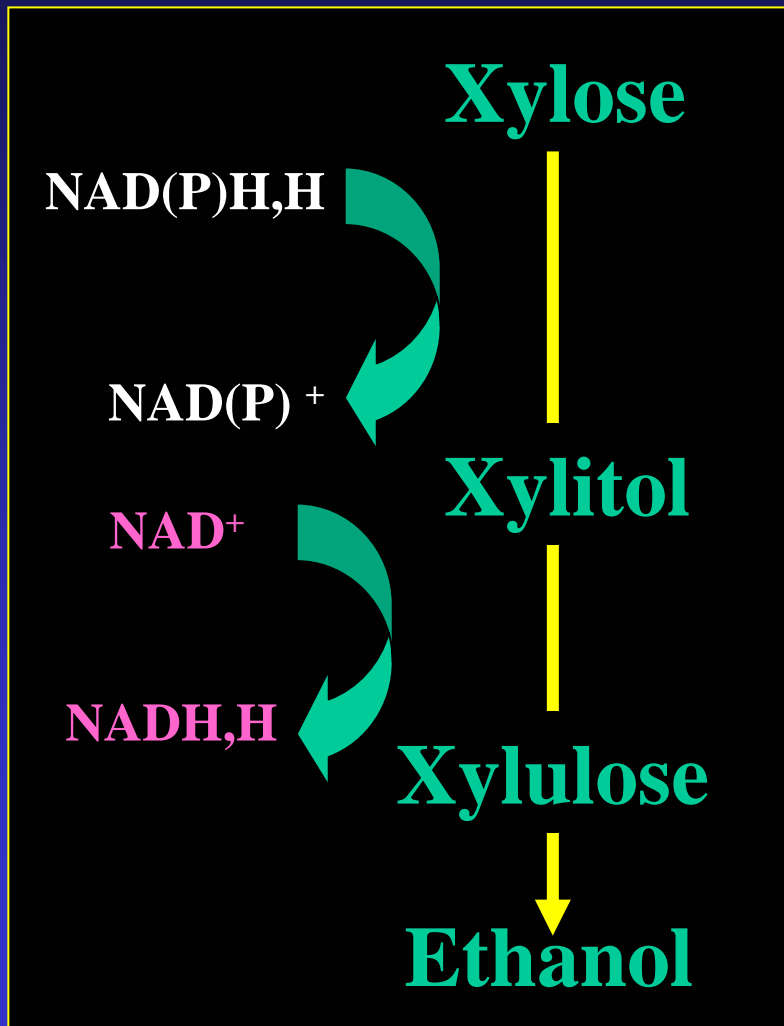 Xylose
NAD(P)H,H
NAD(P) +
Xylitol
NAD+
NADH,H
Xylulose
Ethanol